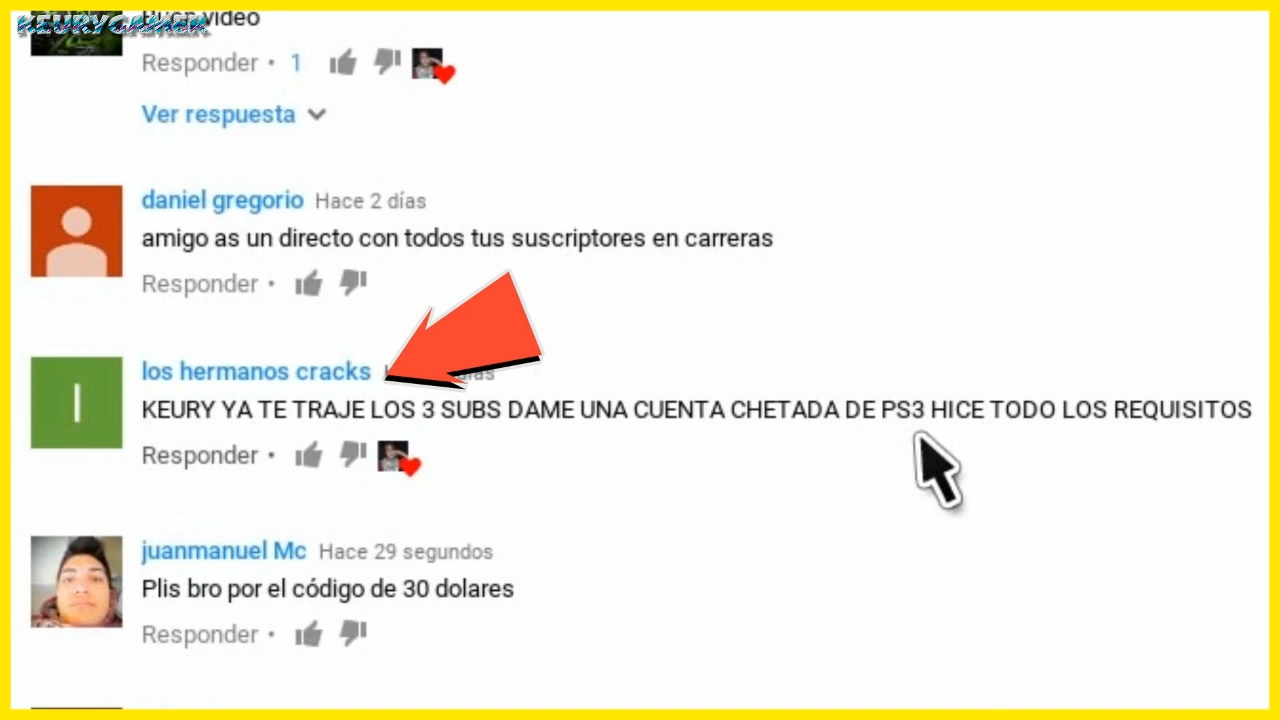 KEURYGAMER
Buen video
Responder • 1
Ver respuesta
daniel gregorio Hace 2 días
amigo as un directo con todos tus suscriptores en carreras
Responder •
los hermanos cracks
l
KEURY YA TE TRAJE LOS 3 SUBS DAME UNA CUENTA CHETADA DE PS3 HICE TODO LOS REQUISITOS
Responder •
juanmanuel Mc Hace 29 segundos
Plis bro por el código de 30 dolares
Responder •